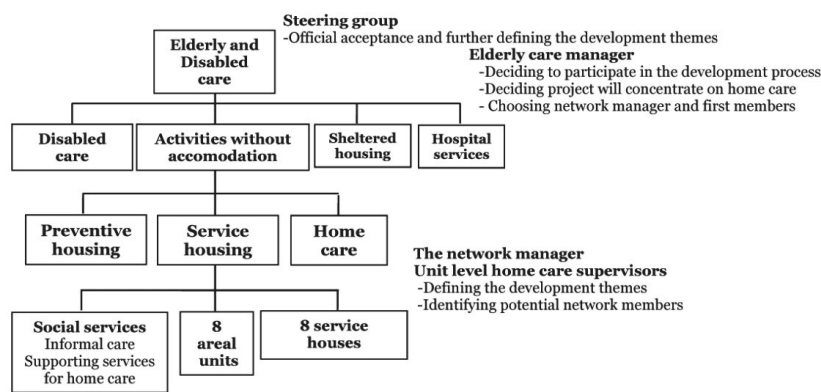 Steering group
-Official acceptance and further defining the development themes
Elderly and
Disabled
care
Elderly care manager
-Deciding to participate in the development process
-Deciding project will concentrate on home care
- Choosing network manager and first members
Disabled
care
Activities without
accomodation
Sheltered
housing
Hospital
services
Preventive
housing
Service
housing
Home
care
The network manager
Unit level home care supervisors
-Defining the development themes
-Identifying potential network members
Social services
Informal care
Supporting services
for home care
8
areal
units
8 service
houses